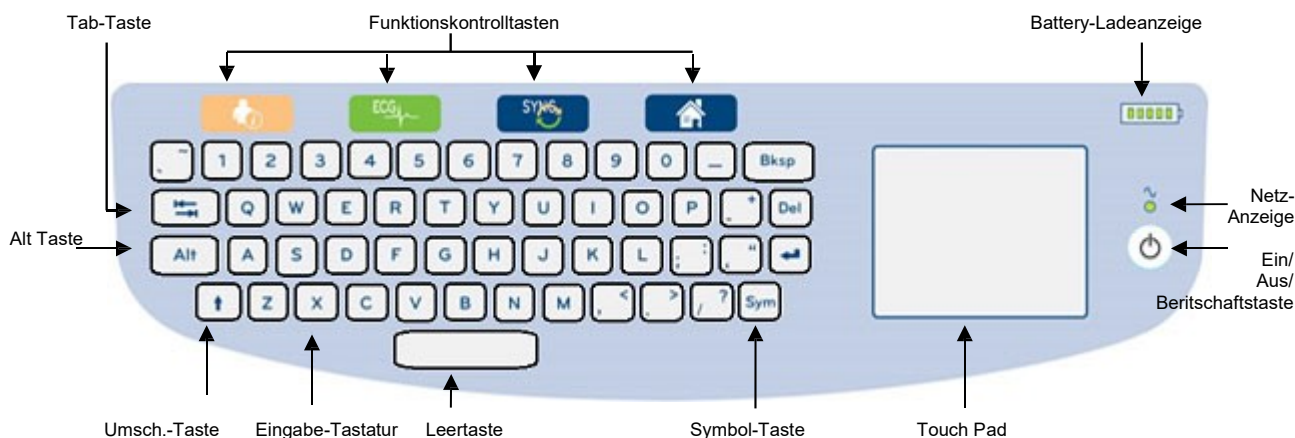 Tab-Taste Funktionskontrolltasten Battery-Ladeanzeige
ECG SYNC
1 2 3 4 5 6 7 8 9 0 _ Bksp
Q W E R T Y U I O P - + Del
Netz-
Anzeige
Alt Taste
Alt A S D F G H J K L ; : , “
Ein/
Aus/
Beritschaftstaste
Z X C V B N M , < . > / ? Sym
Umsch.-Taste Eingabe-Tastatur Leertaste Symbol-Taste Touch Pad